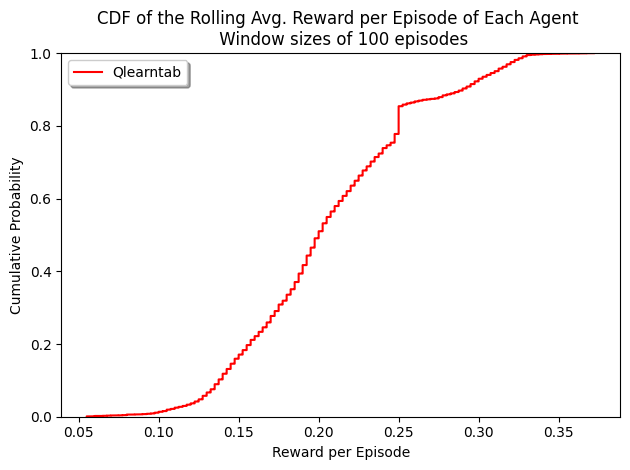 CDF of the Rolling Avg. Reward per Episode of Each Agent
Window sizes of 100 episodes
Qlearntab
Cumulative Probability
1.0
0.8
0.6
0.4
0.2
0.0
0.05 0.10 0.15 0.20 0.25 0.30 0.35
Reward per Episode